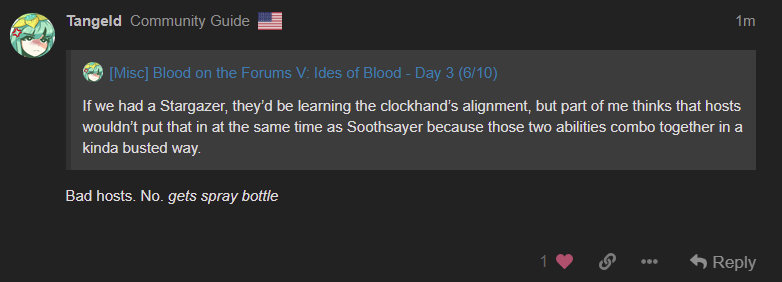 Tangeld Community Guide 1m
[Misc] Blood on the Forums V: Ides of Blood - Day 3 (6/10)
If we had a Stargazer, they'd be learning the clockhand's alignment, but part of me thinks that hosts
wouldn't put that in at the same time as Soothsayer because those two abilities combo together in a
kinda busted way.
Bad hosts. No. gets spray bottle
1 Reply